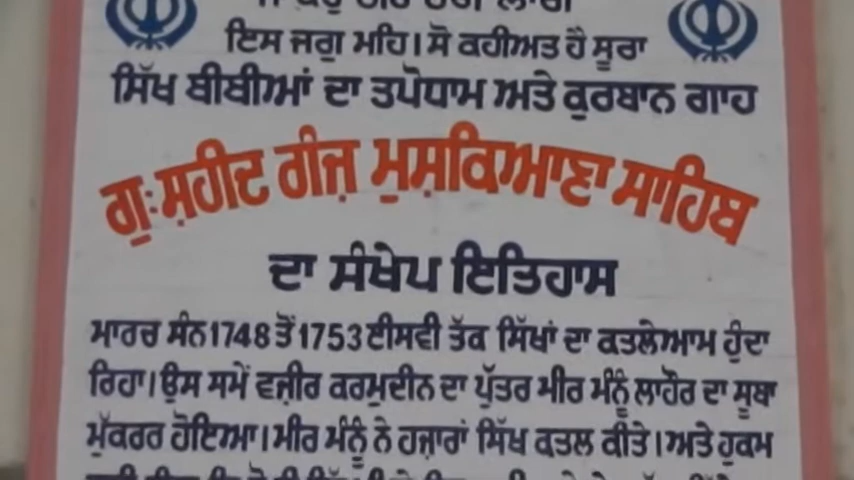 ਇਸ ਜਗੁ ਮਹਿ। ਸੋ ਕਹੀਅਤ ਹੈ ਸੂਰਾ
ਸਿੱਖ ਬੀਬੀਆਂ ਦਾ ਤਪੋਧਾਮ ਅਤੇ ਕੁਰਬਾਨ ਗਾਹ
ਗੁ: ਸ਼ਹੀਦ ਗੰਜ਼ ਮੁਸ਼ਕਿਆਣਾ ਸਾਹਿਬ
ਦਾ ਸੰਖੇਪ ਇਤਿਹਾਸ
ਮਾਰਚ ਸੰਨ 1748 ਤੋਂ 1753 ਈਸਵੀ ਤੱਕ ਸਿੱਖਾਂ ਦਾ ਕਤਲੇਆਮ ਹੁੰਦਾ
ਰਿਹਾ। ਉਸ ਸਮੇਂ ਵਜ਼ੀਰ ਕਰਮੁਦੀਨ ਦਾ ਪੁੱਤਰ ਮੀਰ ਮੰਨੂੰ ਲਾਹੌਰ ਦਾ ਸੂਬਾ
ਮੁੱਕਰਰ ਹੋਇਆ। ਮੀਰ ਮੰਨੂੰ ਨੇ ਹਜ਼ਾਰਾਂ ਸਿੱਖ ਕਤਲ ਕੀਤੇ। ਅਤੇ ਹੁਕਮ